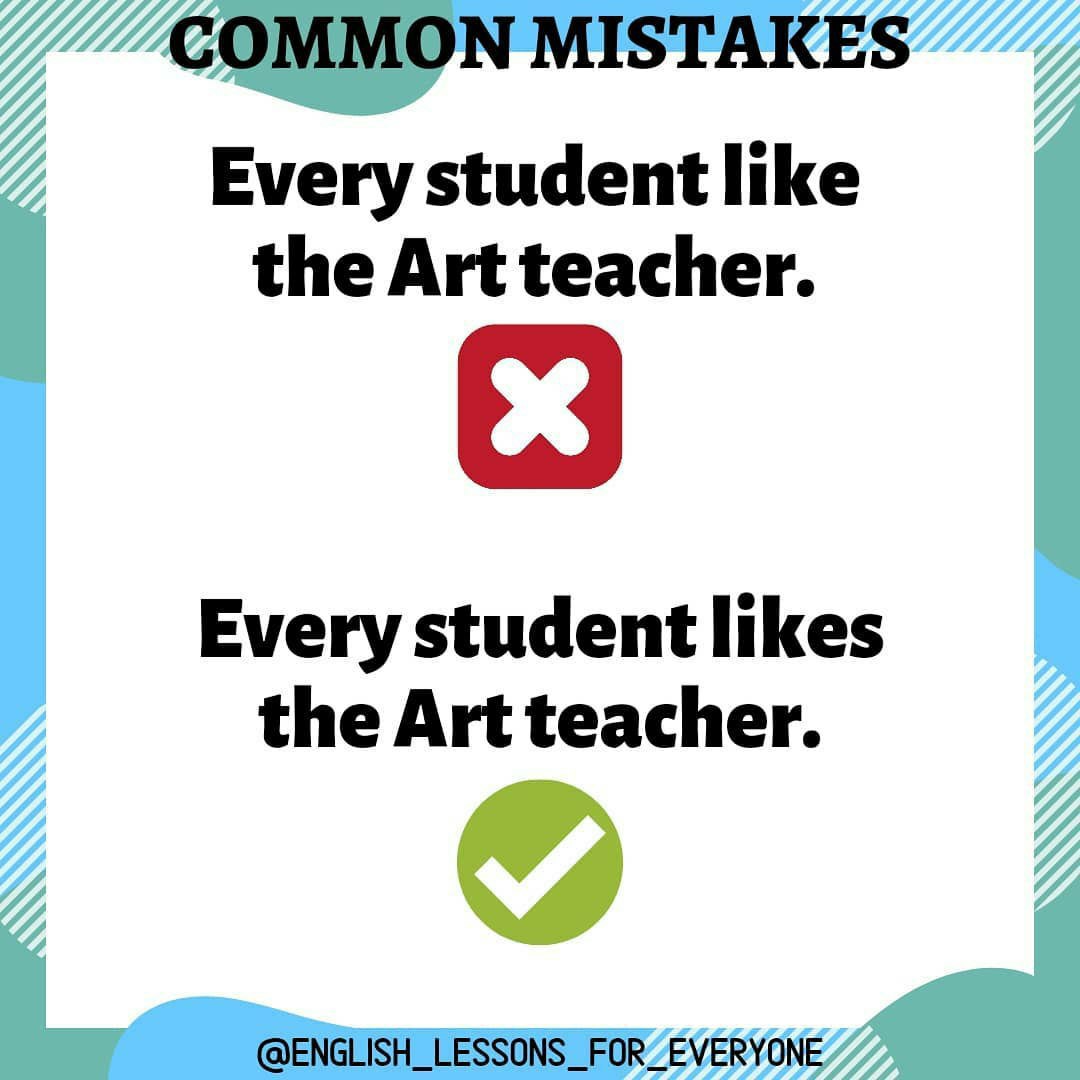 COMMON MISTAKES
Every student like
the Art teacher.
Every student likes
the Art teacher.
@ENGLISH_LESSONS_FOR_EVERYONE